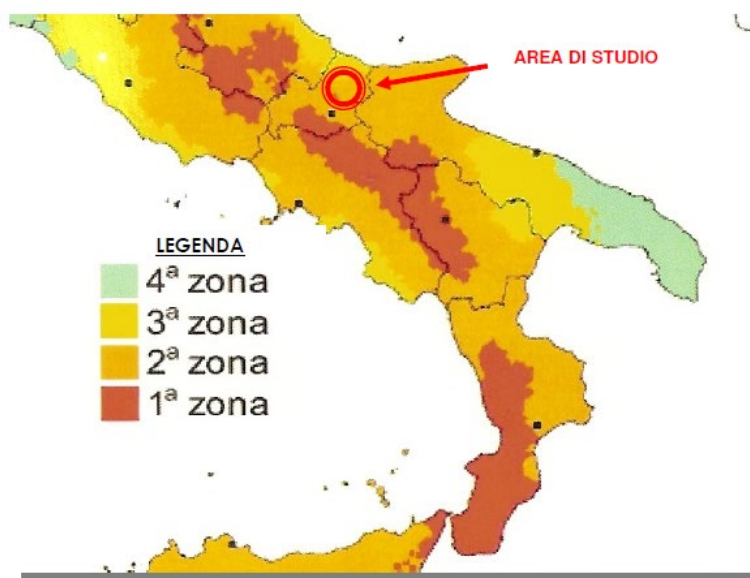 AREA DI STUDIO
LEGENDA
4ª zona
3ª zona
2ª zona
1ª zona